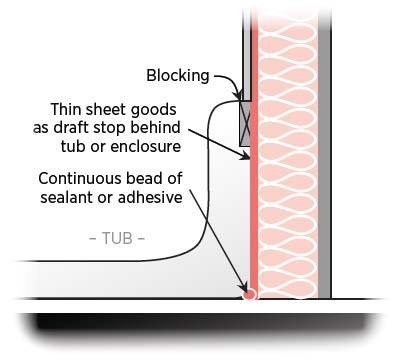 Blocking
Thin sheet goods
as draft stop behind
tub or enclosure
Continuous bead of
sealant or adhesive
– TUB –